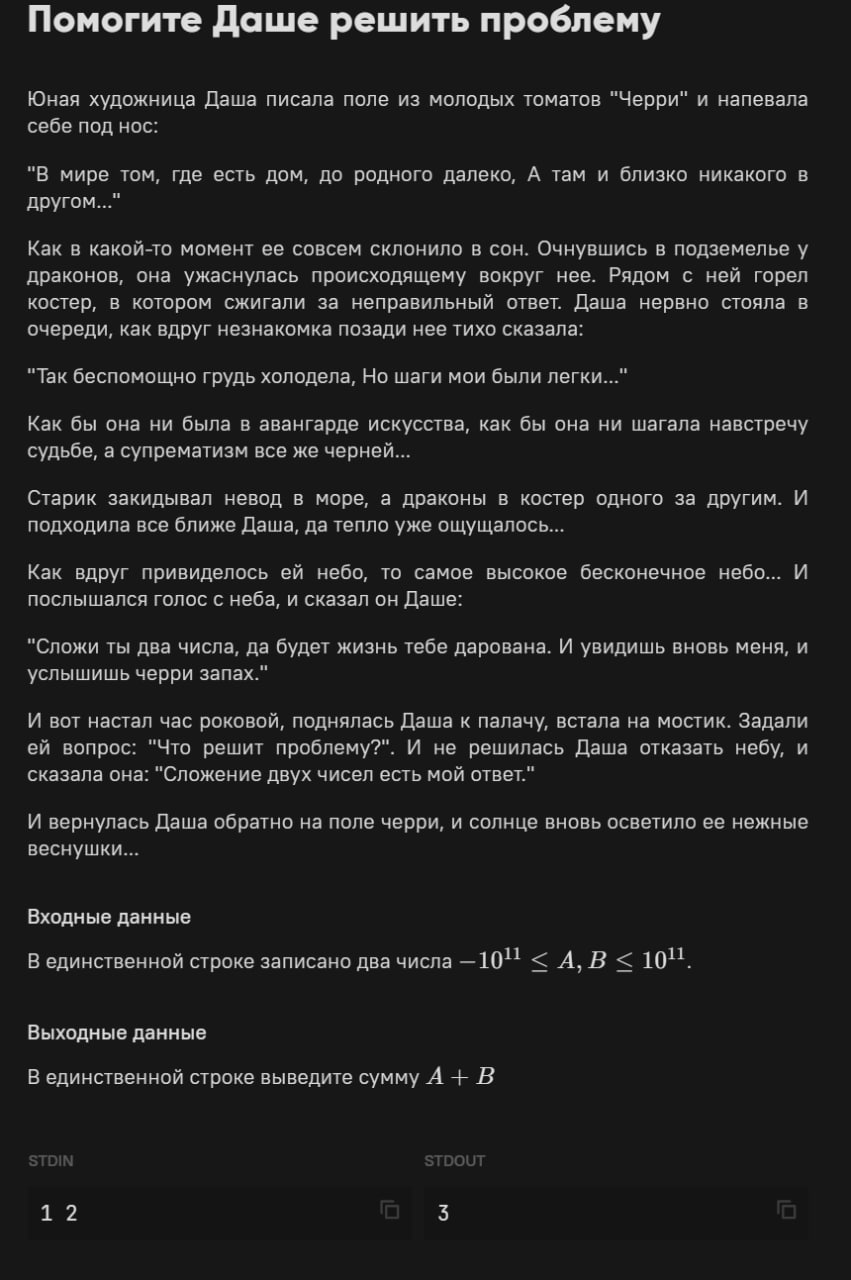 Помогите Даше решить проблему
Юная художница Даша писала поле из молодых томатов "Черри" и напевала
себе под нос:
"В мире том, где есть дом, до родного далеко, А там и близко никакого в
другом..."
Как в какой-то момент ее совсем склонило в сон. Очнувшись в подземелье у
драконов, она ужаснулась происходящему вокруг нее. Рядом с ней горел
костер, в котором сжигали за неправильный ответ. Даша нервно стояла в
очереди, как вдруг незнакомка позади нее тихо сказала:
"Так беспомощно грудь холодела, Но шаги мои были легки..."
Как бы она ни была в авангарде искусства, как бы она ни шагала навстречу
судьбе, а супрематизм все же черней...
Старик закидывал невод в море, а драконы в костер одного за другим. И
подходила все ближе Даша, да тепло уже ощущалось...
Как вдруг привиделось ей небо, то самое высокое бесконечное небо... И
послышался голос с неба, и сказал он Даше:
"Сложи ты два числа, да будет жизнь тебе дарована. И увидишь вновь меня, и
услышишь черри запах."
И вот настал час роковой, поднялась Даша к палачу, встала на мостик. Задали
ей вопрос: "Что решит проблему?". И не решилась Даша отказать небу, и
сказала она: "Сложение двух чисел есть мой ответ."
И вернулась Даша обратно на поле черри, и солнце вновь осветило ее нежные
веснушки...
Входные данные
В единственной строке записано два числа −10¹¹ ≤ A, B ≤ 10¹¹.
Выходные данные
В единственной строке выведите сумму A + B
STDIN
STDOUT
1 2
3